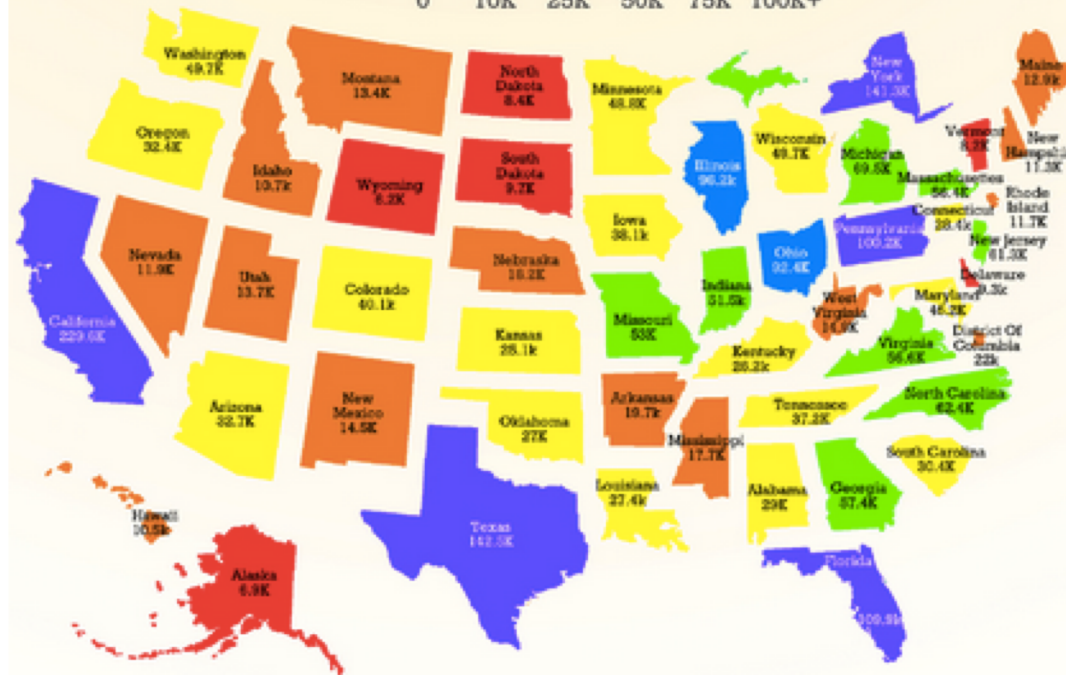 0 10K 25K 50K 75K 100K+
Washington
49.7K
Montana
13.4K
North
Dakota
8.4K
Minnesota
48.8K
New
York
141.3K
Maine
12.9k
Oregon
32.4K
Idaho
10.7k
Wyoming
South
Dakota
9.7K
Illinois
96.2k
Wisconsin
49.7K
Michigan
69.5K
Vermont
8.2K
New
11.3K
Massachusettes
56.4K
Rhode
Island
11.7K
Iowa
38.1k
Connecticut
28.4k
Pennsylvania
100.2K
New Jersey
61.3K
Nevada
11.9K
Utah
13.7K
Colorado
40.1k
Nebraska
18.2K
Ohio
92.4K
Indiana
51.5k
Delaware
9.3k
Maryland
46.2K
West
Virginia
14.9K
California
229.6K
Kansas
28.1k
Missouri
53K
Kentucky
26.2k
Virginia
56.6K
District Of
Columbia
22k
Arizona
32.7K
New
Mexico
14.5K
Oklahoma
27K
Arkansas
19.7k
Tennessee
37.2K
North Carolina
62.4K
Mississippi
17.7K
South Carolina
30.4K
Louisiana
27.4k
Alabama
29K
Georgia
57.4K
Hawaii
10.5k
Texas
142.5K
Florida
Alaska
6.9K